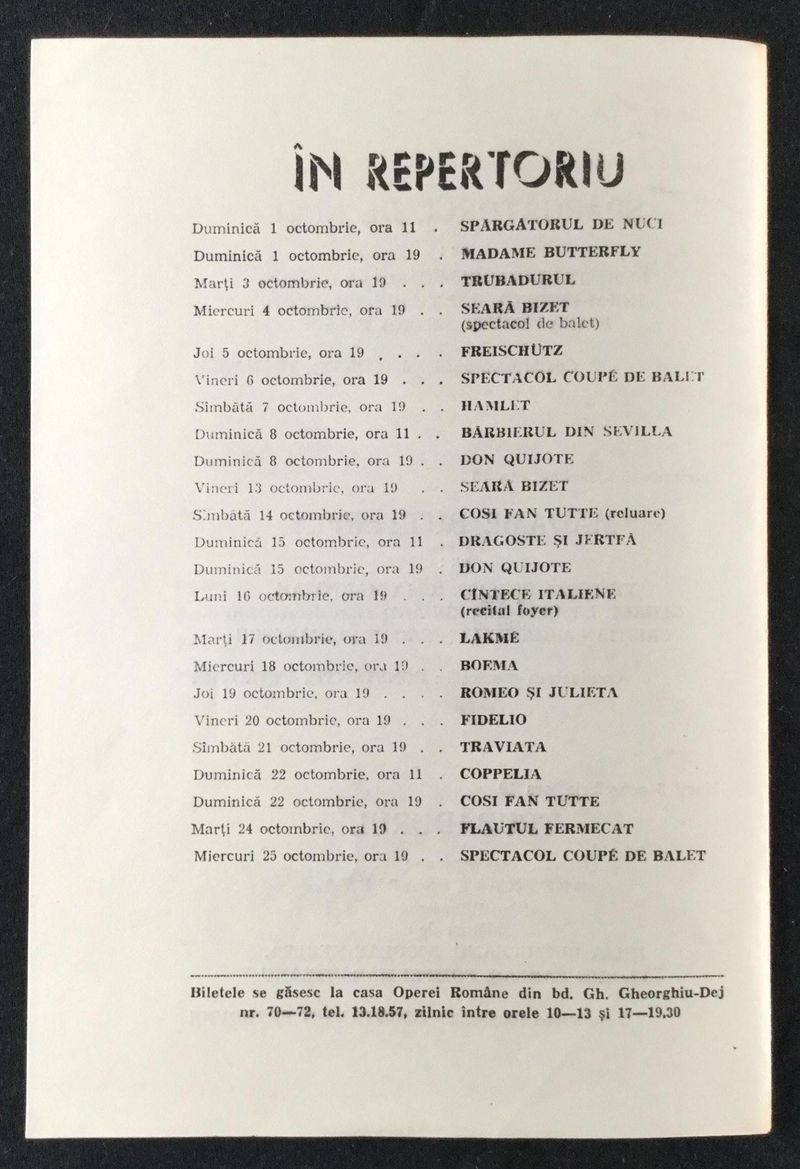 ÎN REPERTORIU
Duminică 1 octombrie, ora 11 . SPĂRGĂTORUL DE NUCI
Duminică 1 octombrie, ora 19 . MADAME BUTTERFLY
Marți 3 octombrie, ora 19 . . . TRUBADURUL
Miercuri 4 octombrie, ora 19 . . SEARĂ BIZET
(spectacol de balet)
Joi 5 octombrie, ora 19 . . . . FREISCHÜTZ
Vineri 6 octombrie, ora 19 . . . SPECTACOL COUPÉ DE BALET
Sîmbătă 7 octombrie, ora 19 . . HAMLET
Duminică 8 octombrie, ora 11 . . BĂRBIERUL DIN SEVILLA
Duminică 8 octombrie, ora 19 . . DON QUIJOTE
Vineri 13 octombrie, ora 19 . . SEARĂ BIZET
Sîmbătă 14 octombrie, ora 19 . . COSI FAN TUTTE (reluare)
Duminică 15 octombrie, ora 11 . DRAGOSTE ȘI JERTFĂ
Duminică 15 octombrie, ora 19 . DON QUIJOTE
Luni 16 octombrie, ora 19 . . . CÎNTECE ITALIENE
(recital foyer)
Marți 17 octombrie, ora 19 . . . LAKMÉ
Miercuri 18 octombrie, ora 19 . . BOEMA
Joi 19 octombrie, ora 19 . . . . ROMEO ȘI JULIETA
Vineri 20 octombrie, ora 19 . . . FIDELIO
Sîmbătă 21 octombrie, ora 19 . . TRAVIATA
Duminică 22 octombrie, ora 11 . COPPELIA
Duminică 22 octombrie, ora 19 . COSI FAN TUTTE
Marți 24 octombrie, ora 19 . . . FLAUTUL FERMECAT
Miercuri 25 octombrie, ora 19 . . SPECTACOL COUPÉ DE BALET
Biletele se găsesc la casa Operei Române din bd. Gh. Gheorghiu-Dej
nr. 70—72, tel. 13.18.57, zilnic între orele 10—13 și 17—19,30